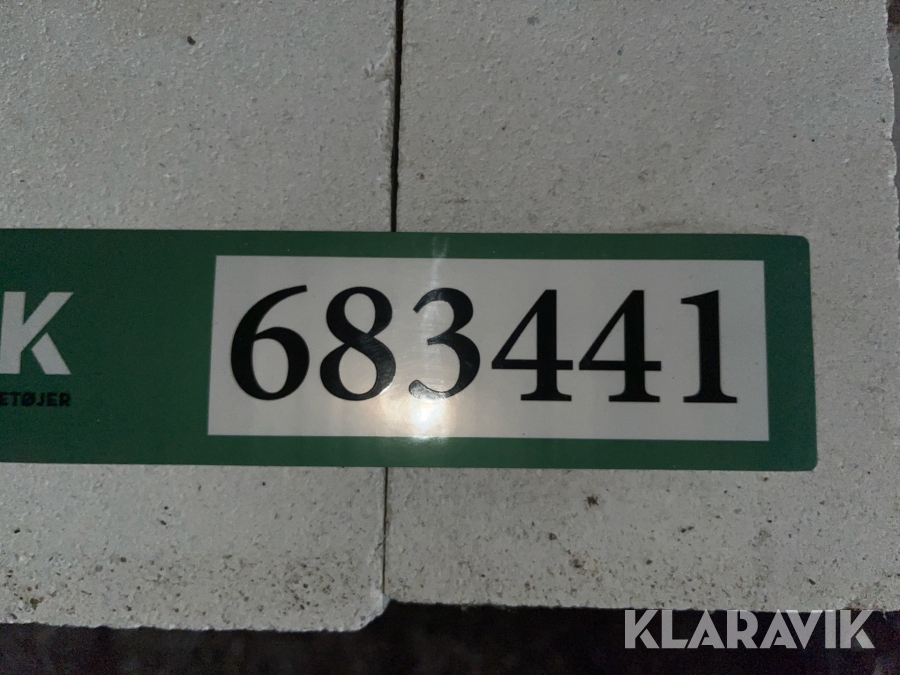 K
ETØJER
683441
KLARAVIK